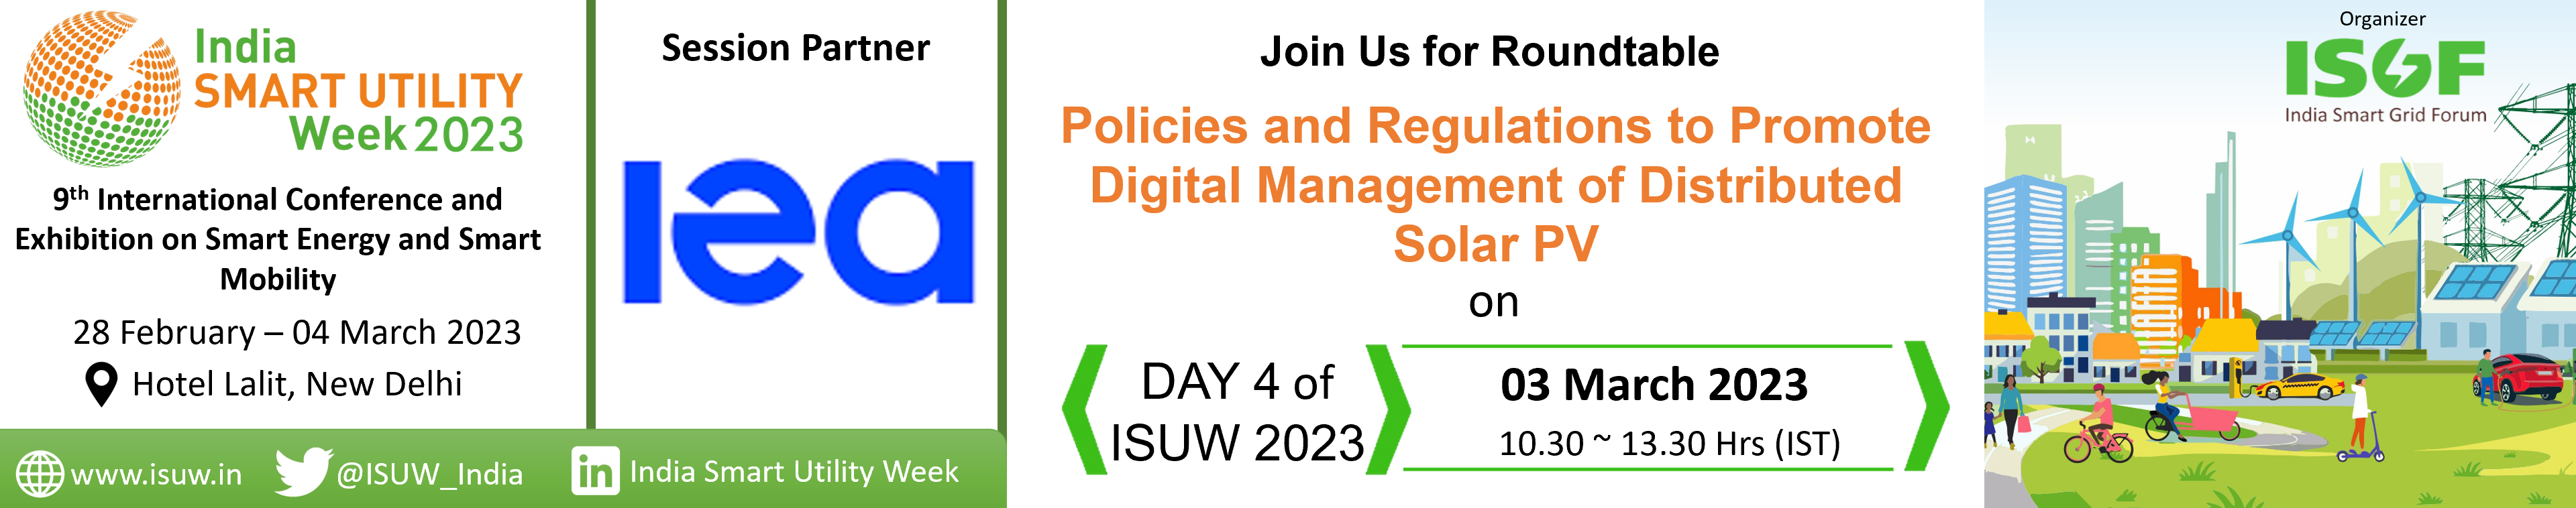 India
SMART UTILITY
Week 2023
9th International Conference and
Exhibition on Smart Energy and Smart
Mobility
28 February – 04 March 2023
Hotel Lalit, New Delhi
www.isuw.in
@ISUW_India
in
India Smart Utility Week
Session Partner
iea
Join Us for Roundtable
Policies and Regulations to Promote
Digital Management of Distributed
Solar PV
on
DAY 4 of
ISUW 2023
03 March 2023
10.30 ~ 13.30 Hrs (IST)
Organizer
ISGF
India Smart Grid Forum